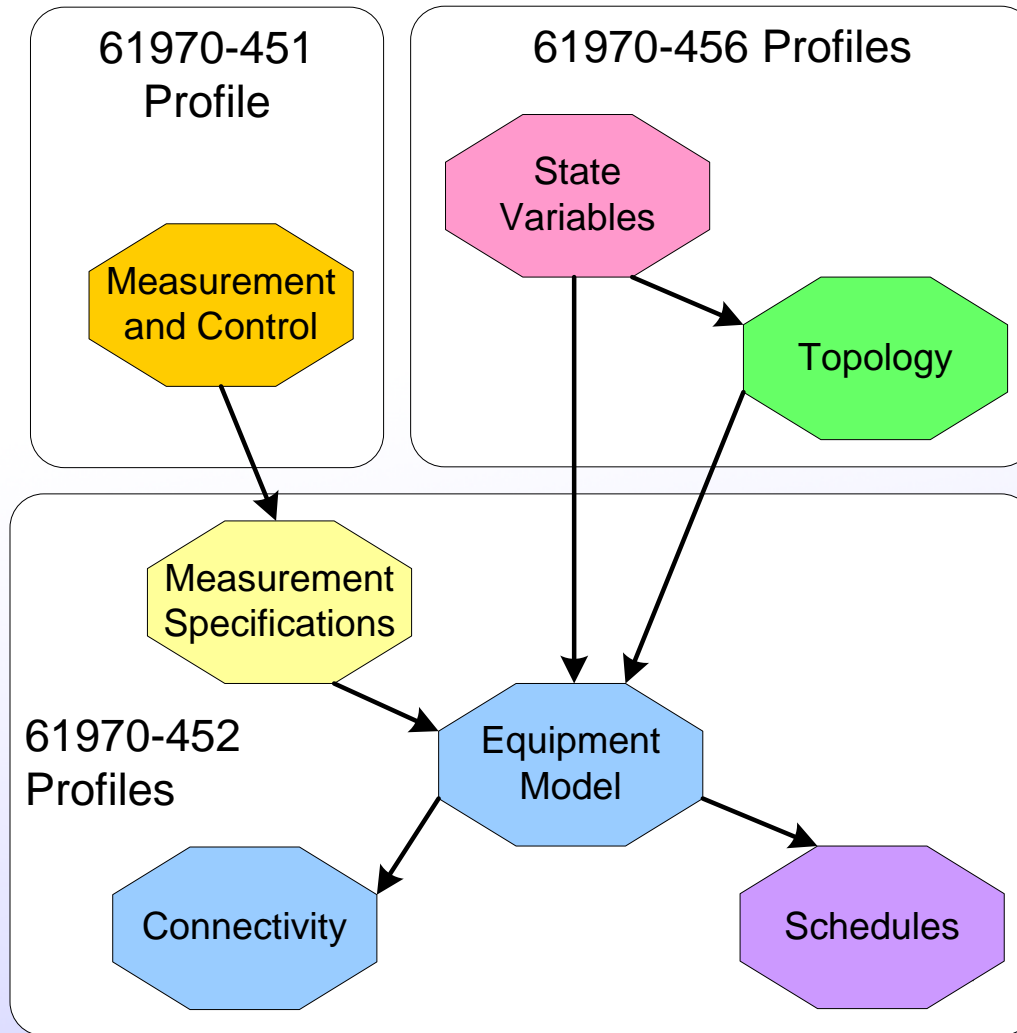 61970-451
Profile
61970-456 Profiles
State
Variables
Measurement
and Control
Topology
Measurement
Specifications
61970-452
Profiles
Equipment
Model
Connectivity
Schedules